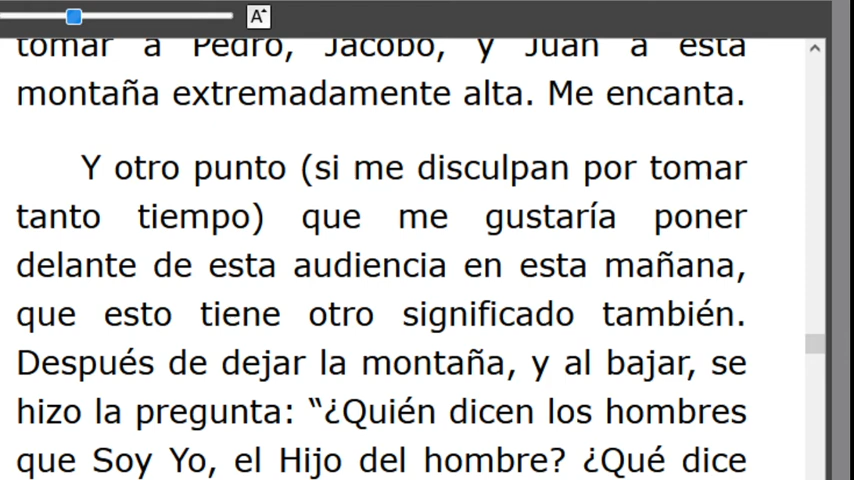 A
tomar a Pedro, Jacobo, y Juan a esta
montaña extremadamente alta. Me encanta.
Y otro punto (si me disculpan por tomar
tanto tiempo) que me gustaría poner
delante de esta audiencia en esta mañana,
que esto tiene otro significado también.
Después de dejar la montaña, y al bajar, se
hizo la pregunta: “¿Quién dicen los hombres
que Soy Yo, el Hijo del hombre? ¿Qué dice